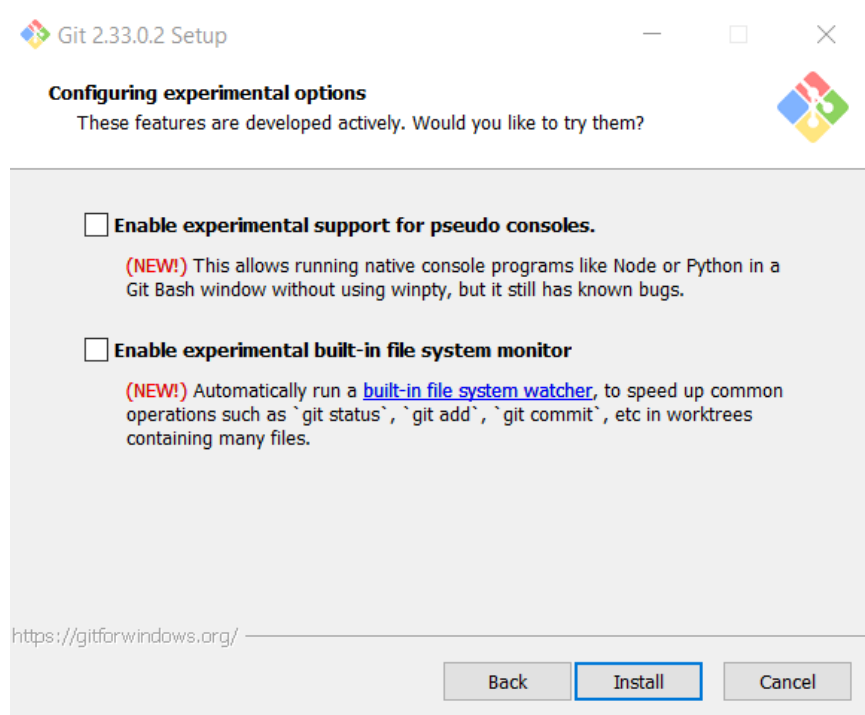 Git 2.33.0.2 Setup
Configuring experimental options
These features are developed actively. Would you like to try them?
Enable experimental support for pseudo consoles.
(NEW!) This allows running native console programs like Node or Python in a
Git Bash window without using winpty, but it still has known bugs.
Enable experimental built-in file system monitor
(NEW!) Automatically run a built-in file system watcher, to speed up common
operations such as `git status`, `git add`, `git commit`, etc in worktrees
containing many files.
https://gitforwindows.org/
Back Install Cancel